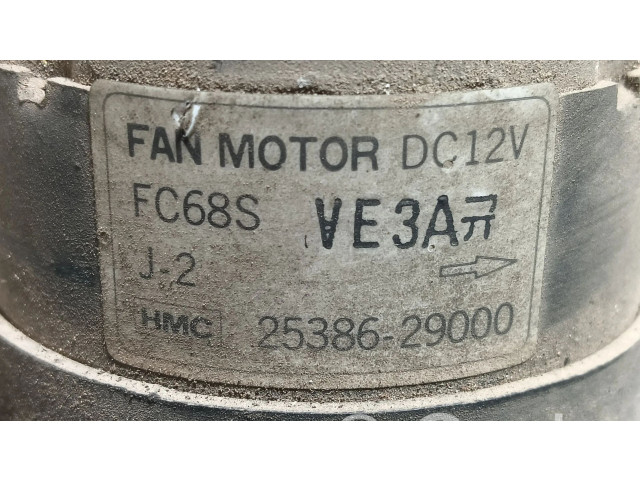 FAN MOTOR DC12V
FC68S VE3A
J-2
HMC 25386-29000